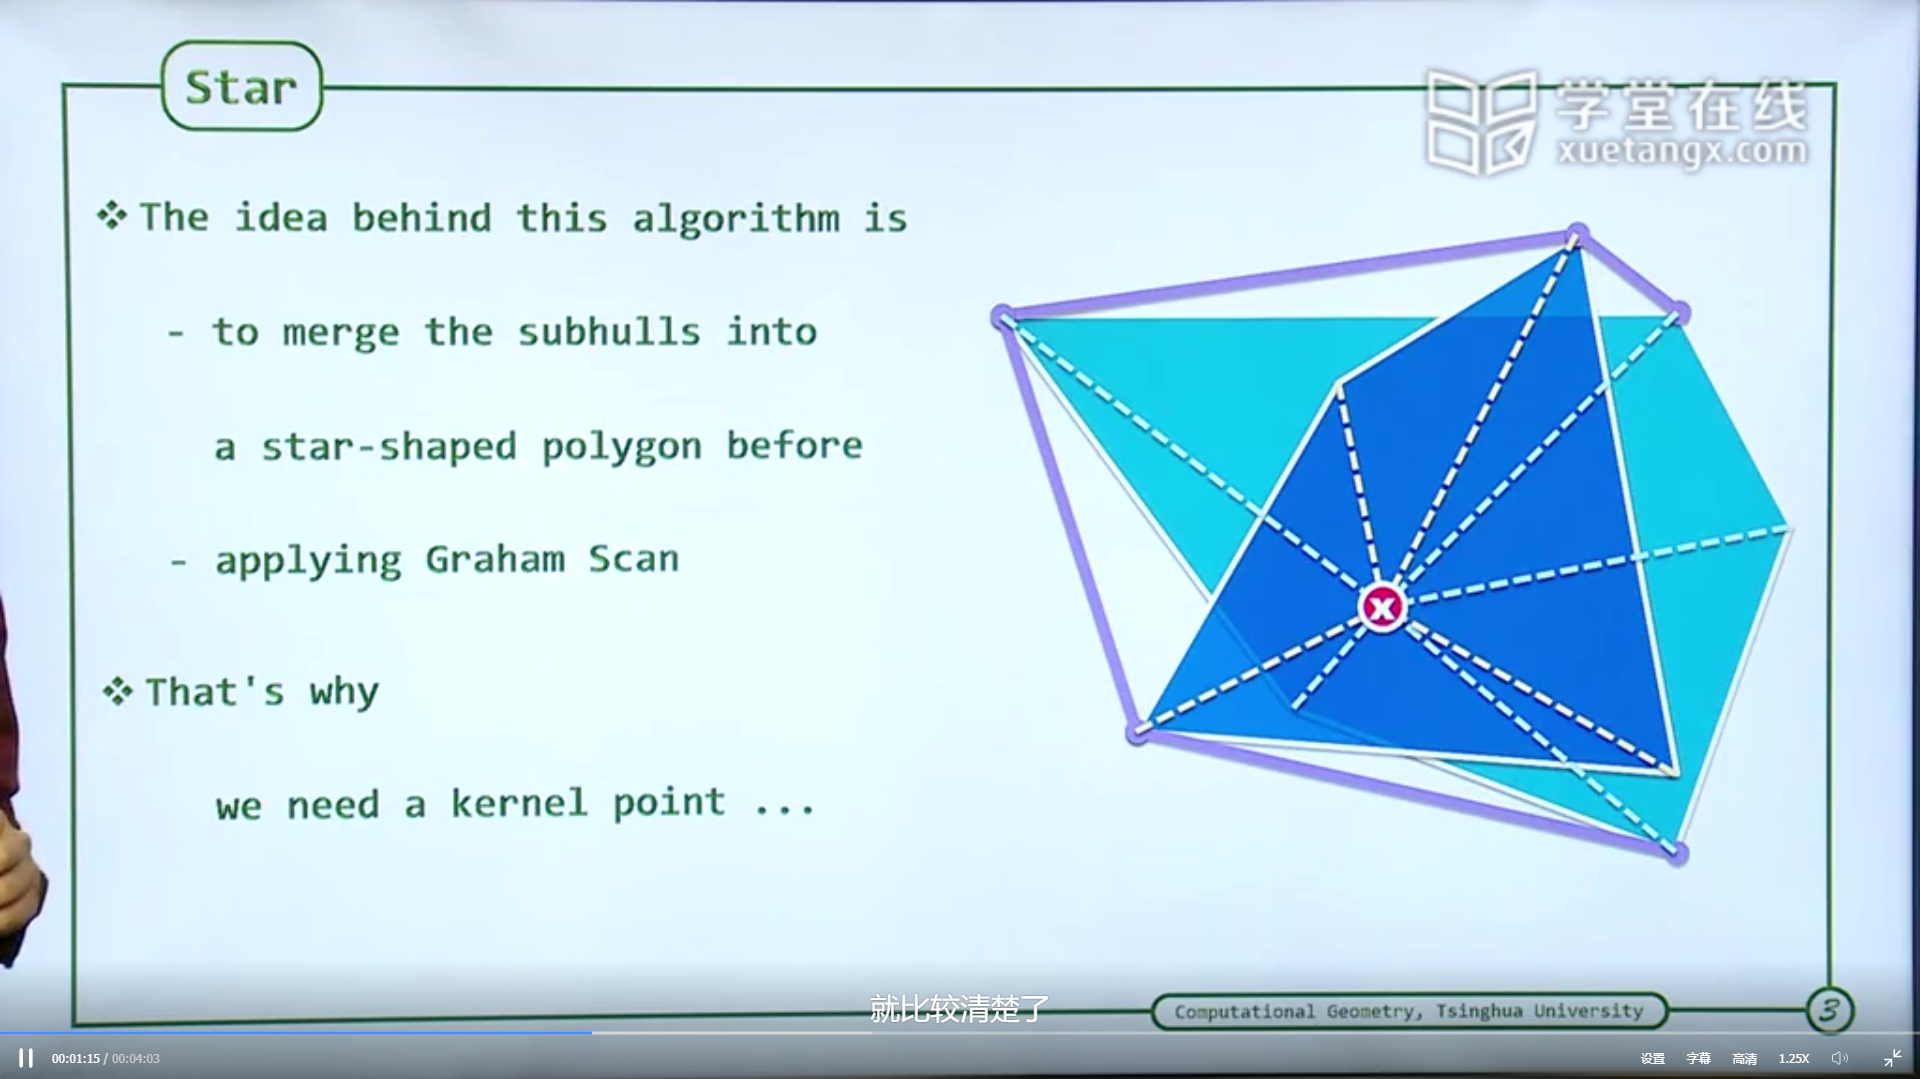 Star
学堂在线
xuetangx.com
❖ The idea behind this algorithm is
- to merge the subhulls into
a star-shaped polygon before
- applying Graham Scan
❖ That's why
we need a kernel point ...
x
就比较清楚了
Computational Geometry, Tsinghua University
3
00:01:15 / 00:04:03
设置 字幕 高清 1.25X